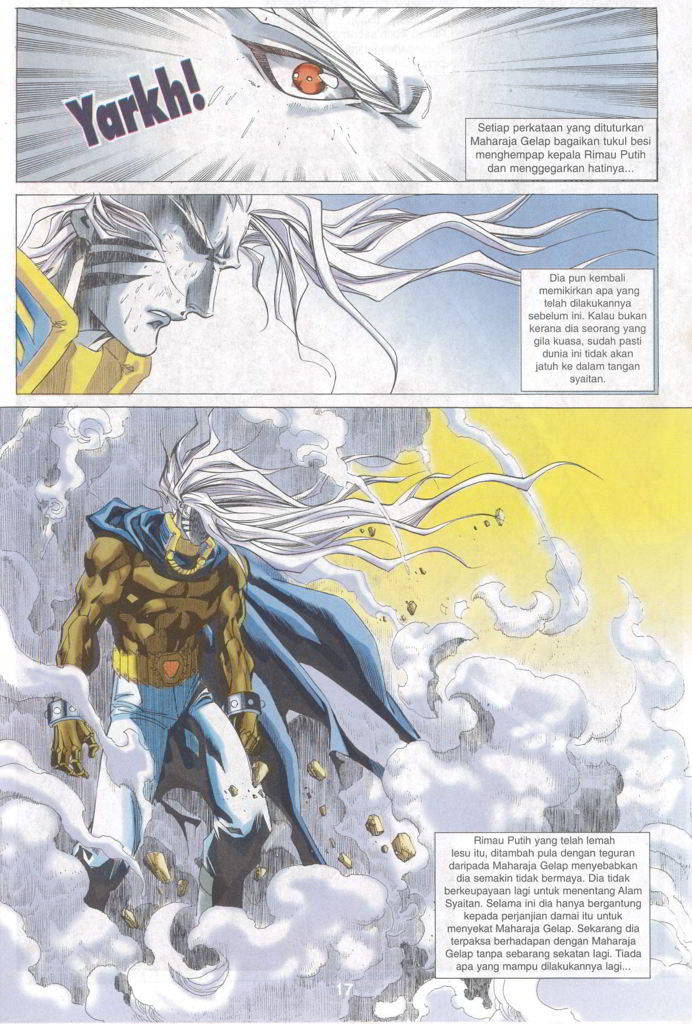 Yarkh!
Setiap perkataan yang dituturkan
Maharaja Gelap bagaikan tukul besi
menghempap kepala Rimau Putih
dan menggegarkan hatinya...
Dia pun kembali
memikirkan apa yang
telah dilakukannya
sebelum ini. Kalau bukan
kerana dia seorang yang
gila kuasa, sudah pasti
dunia ini tidak akan
jatuh ke dalam tangan
syaitan.
Rimau Putih yang telah lemah
lesu itu, ditambah pula dengan teguran
daripada Maharaja Gelap menyebabkan
dia semakin tidak bermaya. Dia tidak
berkeupayaan lagi untuk menentang Alam
Syaitan. Selama ini dia hanya bergantung
kepada perjanjian damai itu untuk
menyekat Maharaja Gelap. Sekarang dia
terpaksa berhadapan dengan Maharaja
Gelap tanpa sebarang sekatan lagi. Tiada
apa yang mampu dilakukannya lagi...
17